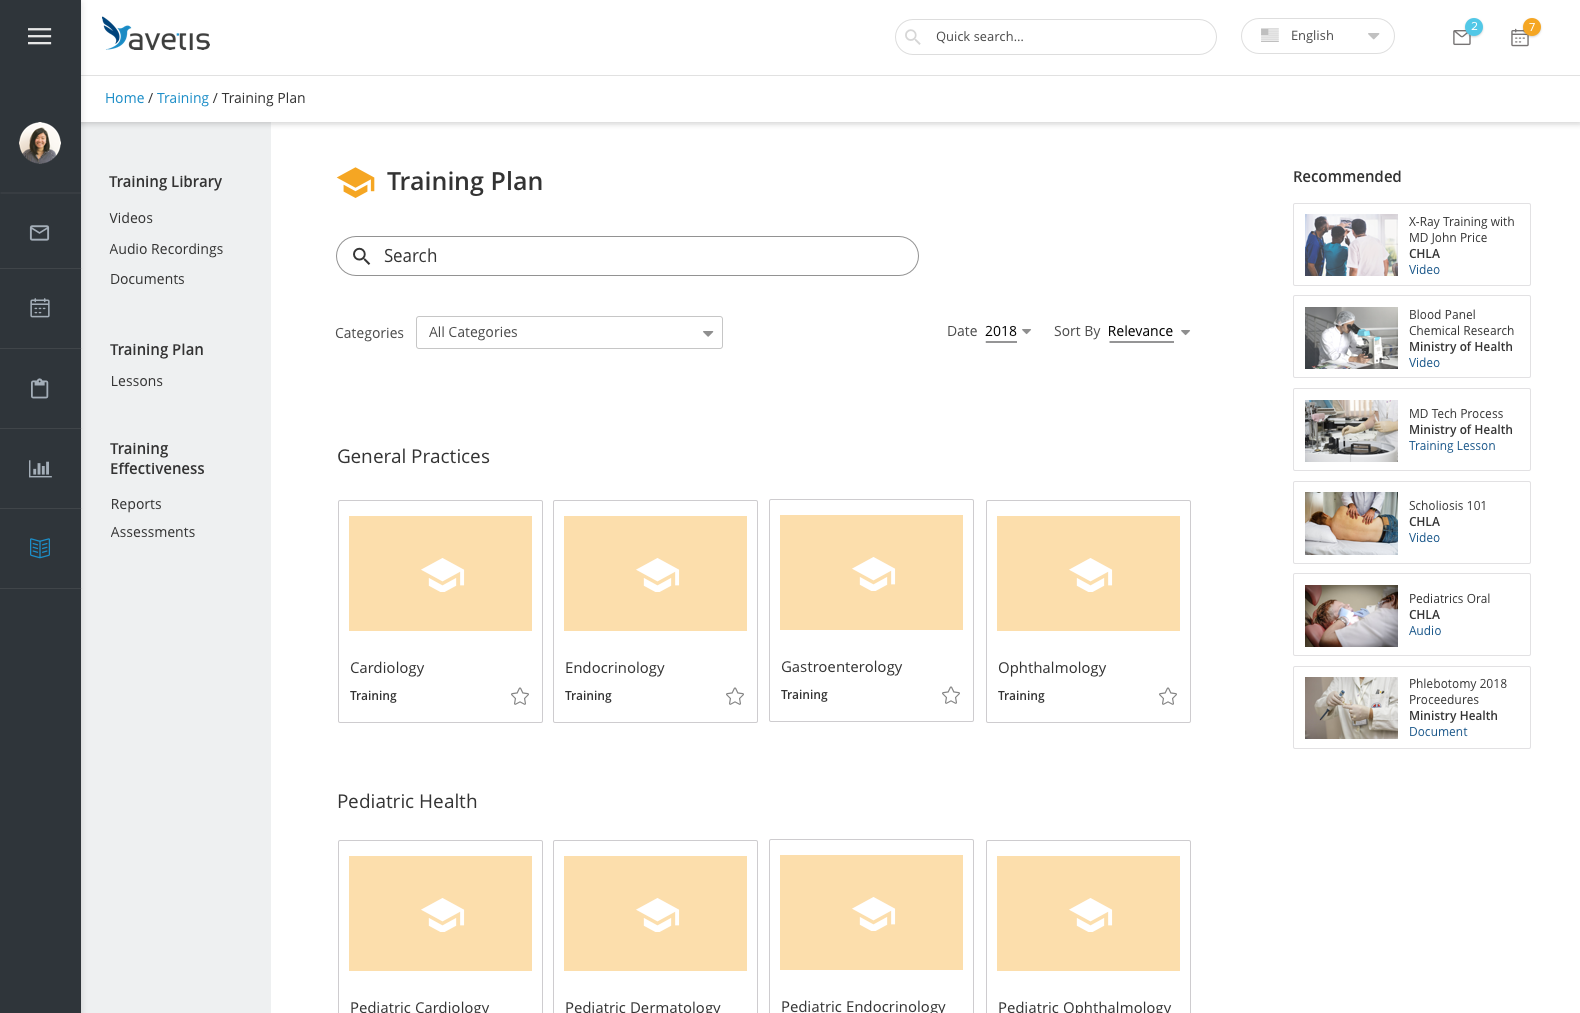 avetis
Quick search...
English
2
7
Home / Training / Training Plan
Training Library
Videos
Audio Recordings
Documents
Training Plan
Lessons
Training
Effectiveness
Reports
Assessments
Training Plan
Search
Categories
All Categories
Date 2018
Sort By Relevance
General Practices
Cardiology
Training
Endocrinology
Training
Gastroenterology
Training
Ophthalmology
Training
Pediatric Health
Pediatric Cardiology
Pediatric Dermatology
Pediatric Endocrinology
Pediatric Ophthalmology
Recommended
X-Ray Training with
MD John Price
CHLA
Video
Blood Panel
Chemical Research
Ministry of Health
Video
MD Tech Process
Ministry of Health
Training Lesson
Scholiosis 101
CHLA
Video
Pediatrics Oral
CHLA
Audio
Phlebotomy 2018
Proceedures
Ministry Health
Document